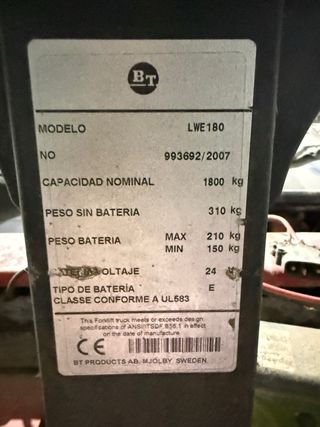 BT
MODELO LWE180
NO 993692/2007
CAPACIDAD NOMINAL 1800 kg
PESO SIN BATERIA 310 kg
PESO BATERIA MAX 210 kg
MIN 150 kg
VOLTAJE 24
TIPO DE BATERÍA E
CLASSE CONFORME A UL583
This Forklift truck meets or exceeds design
specifications of B56.1 in effect
on the date of manufacture.
CE
BT PRODUCTS AB, MJÖLBY, SWEDEN